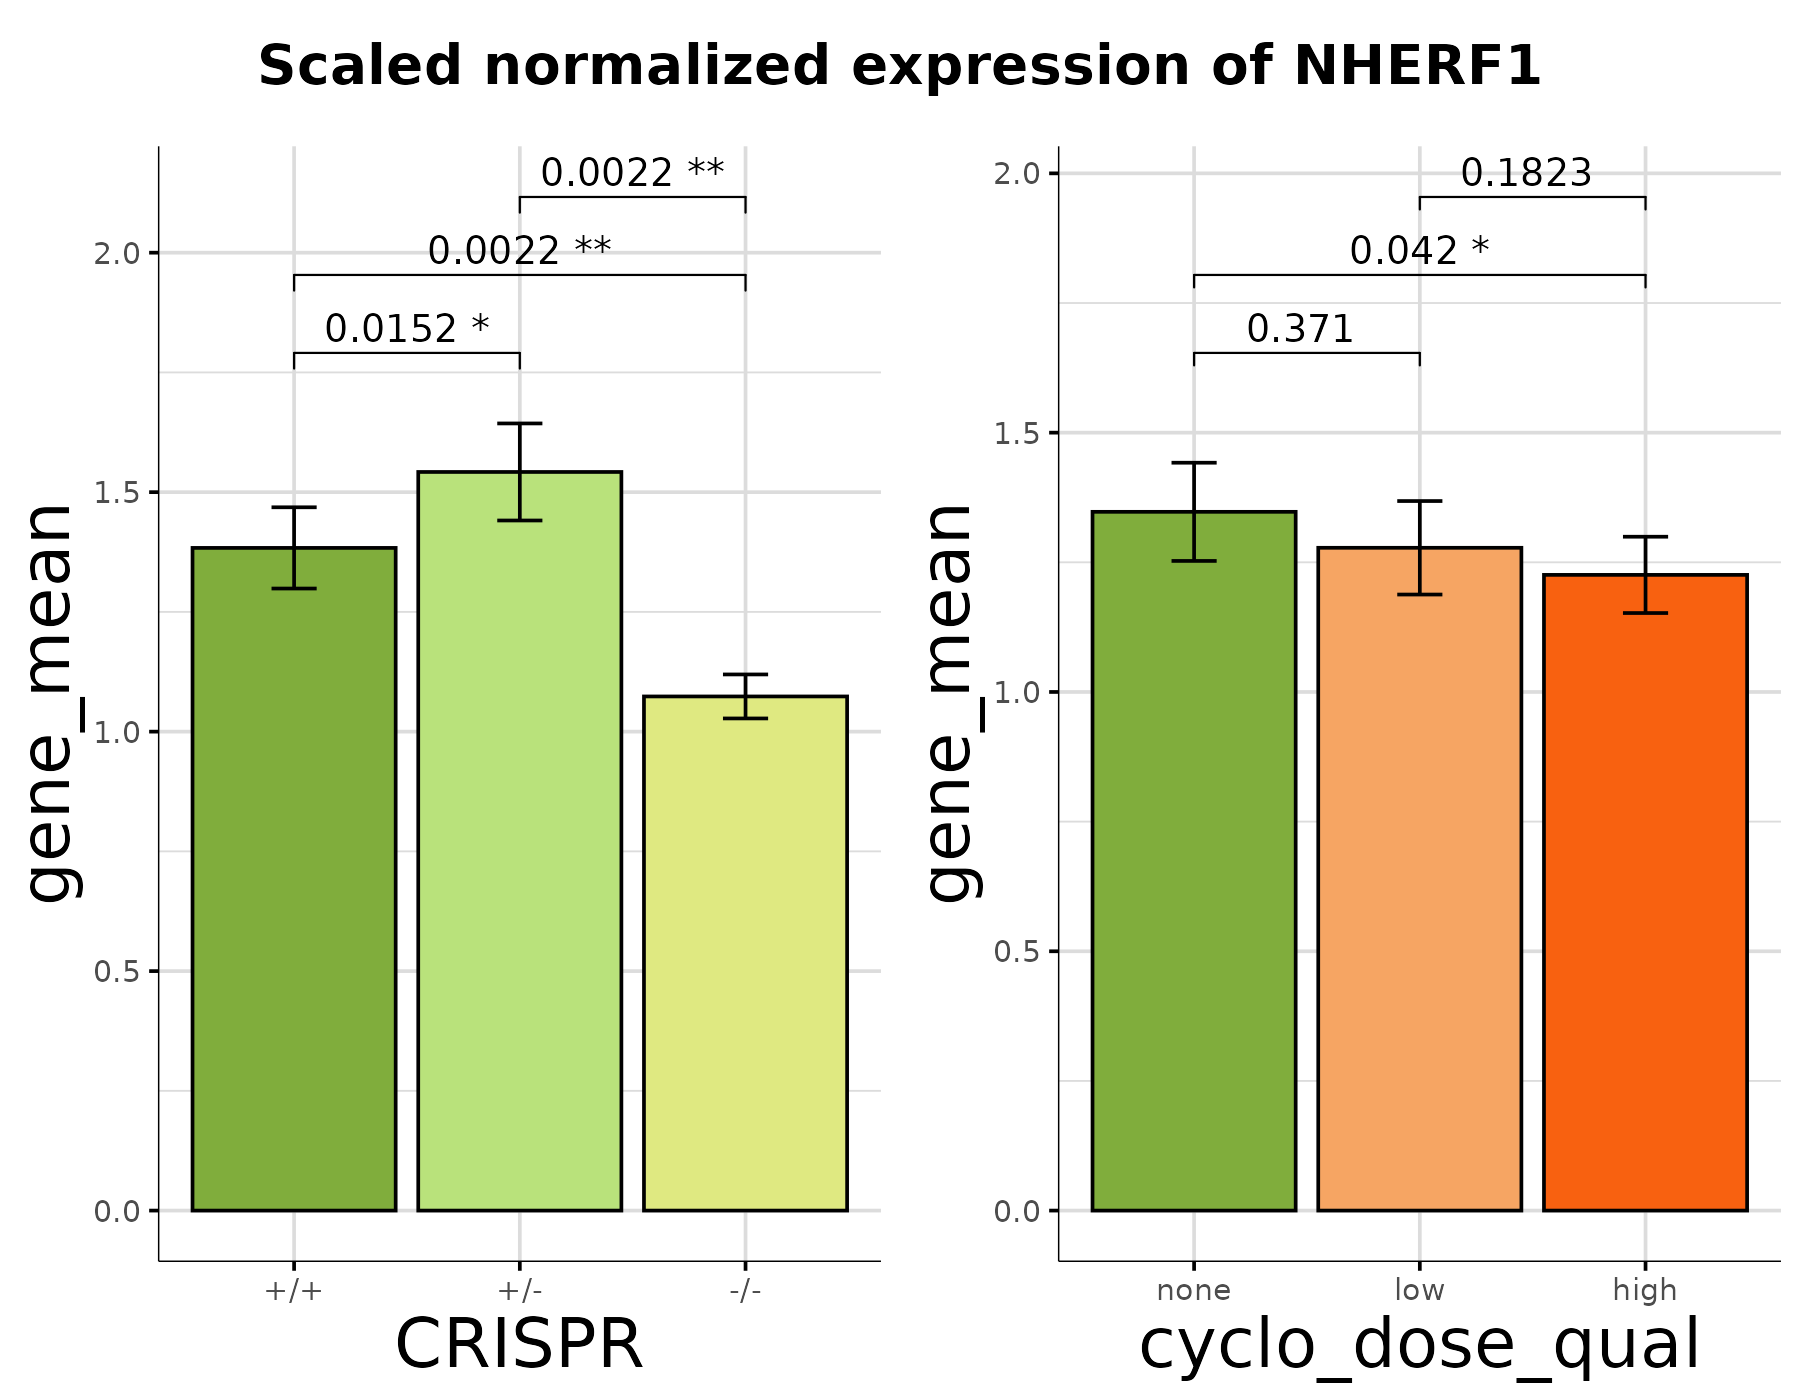 Scaled normalized expression of NHERF1
gene_mean
2.0
1.5
1.0
0.5
0.0
0.0022 **
0.0022 **
0.0152 *
+/+ +/- -/-
CRISPR
gene_mean
2.0
1.5
1.0
0.5
0.0
0.1823
0.042 *
0.371
none low high
cyclo_dose_qual